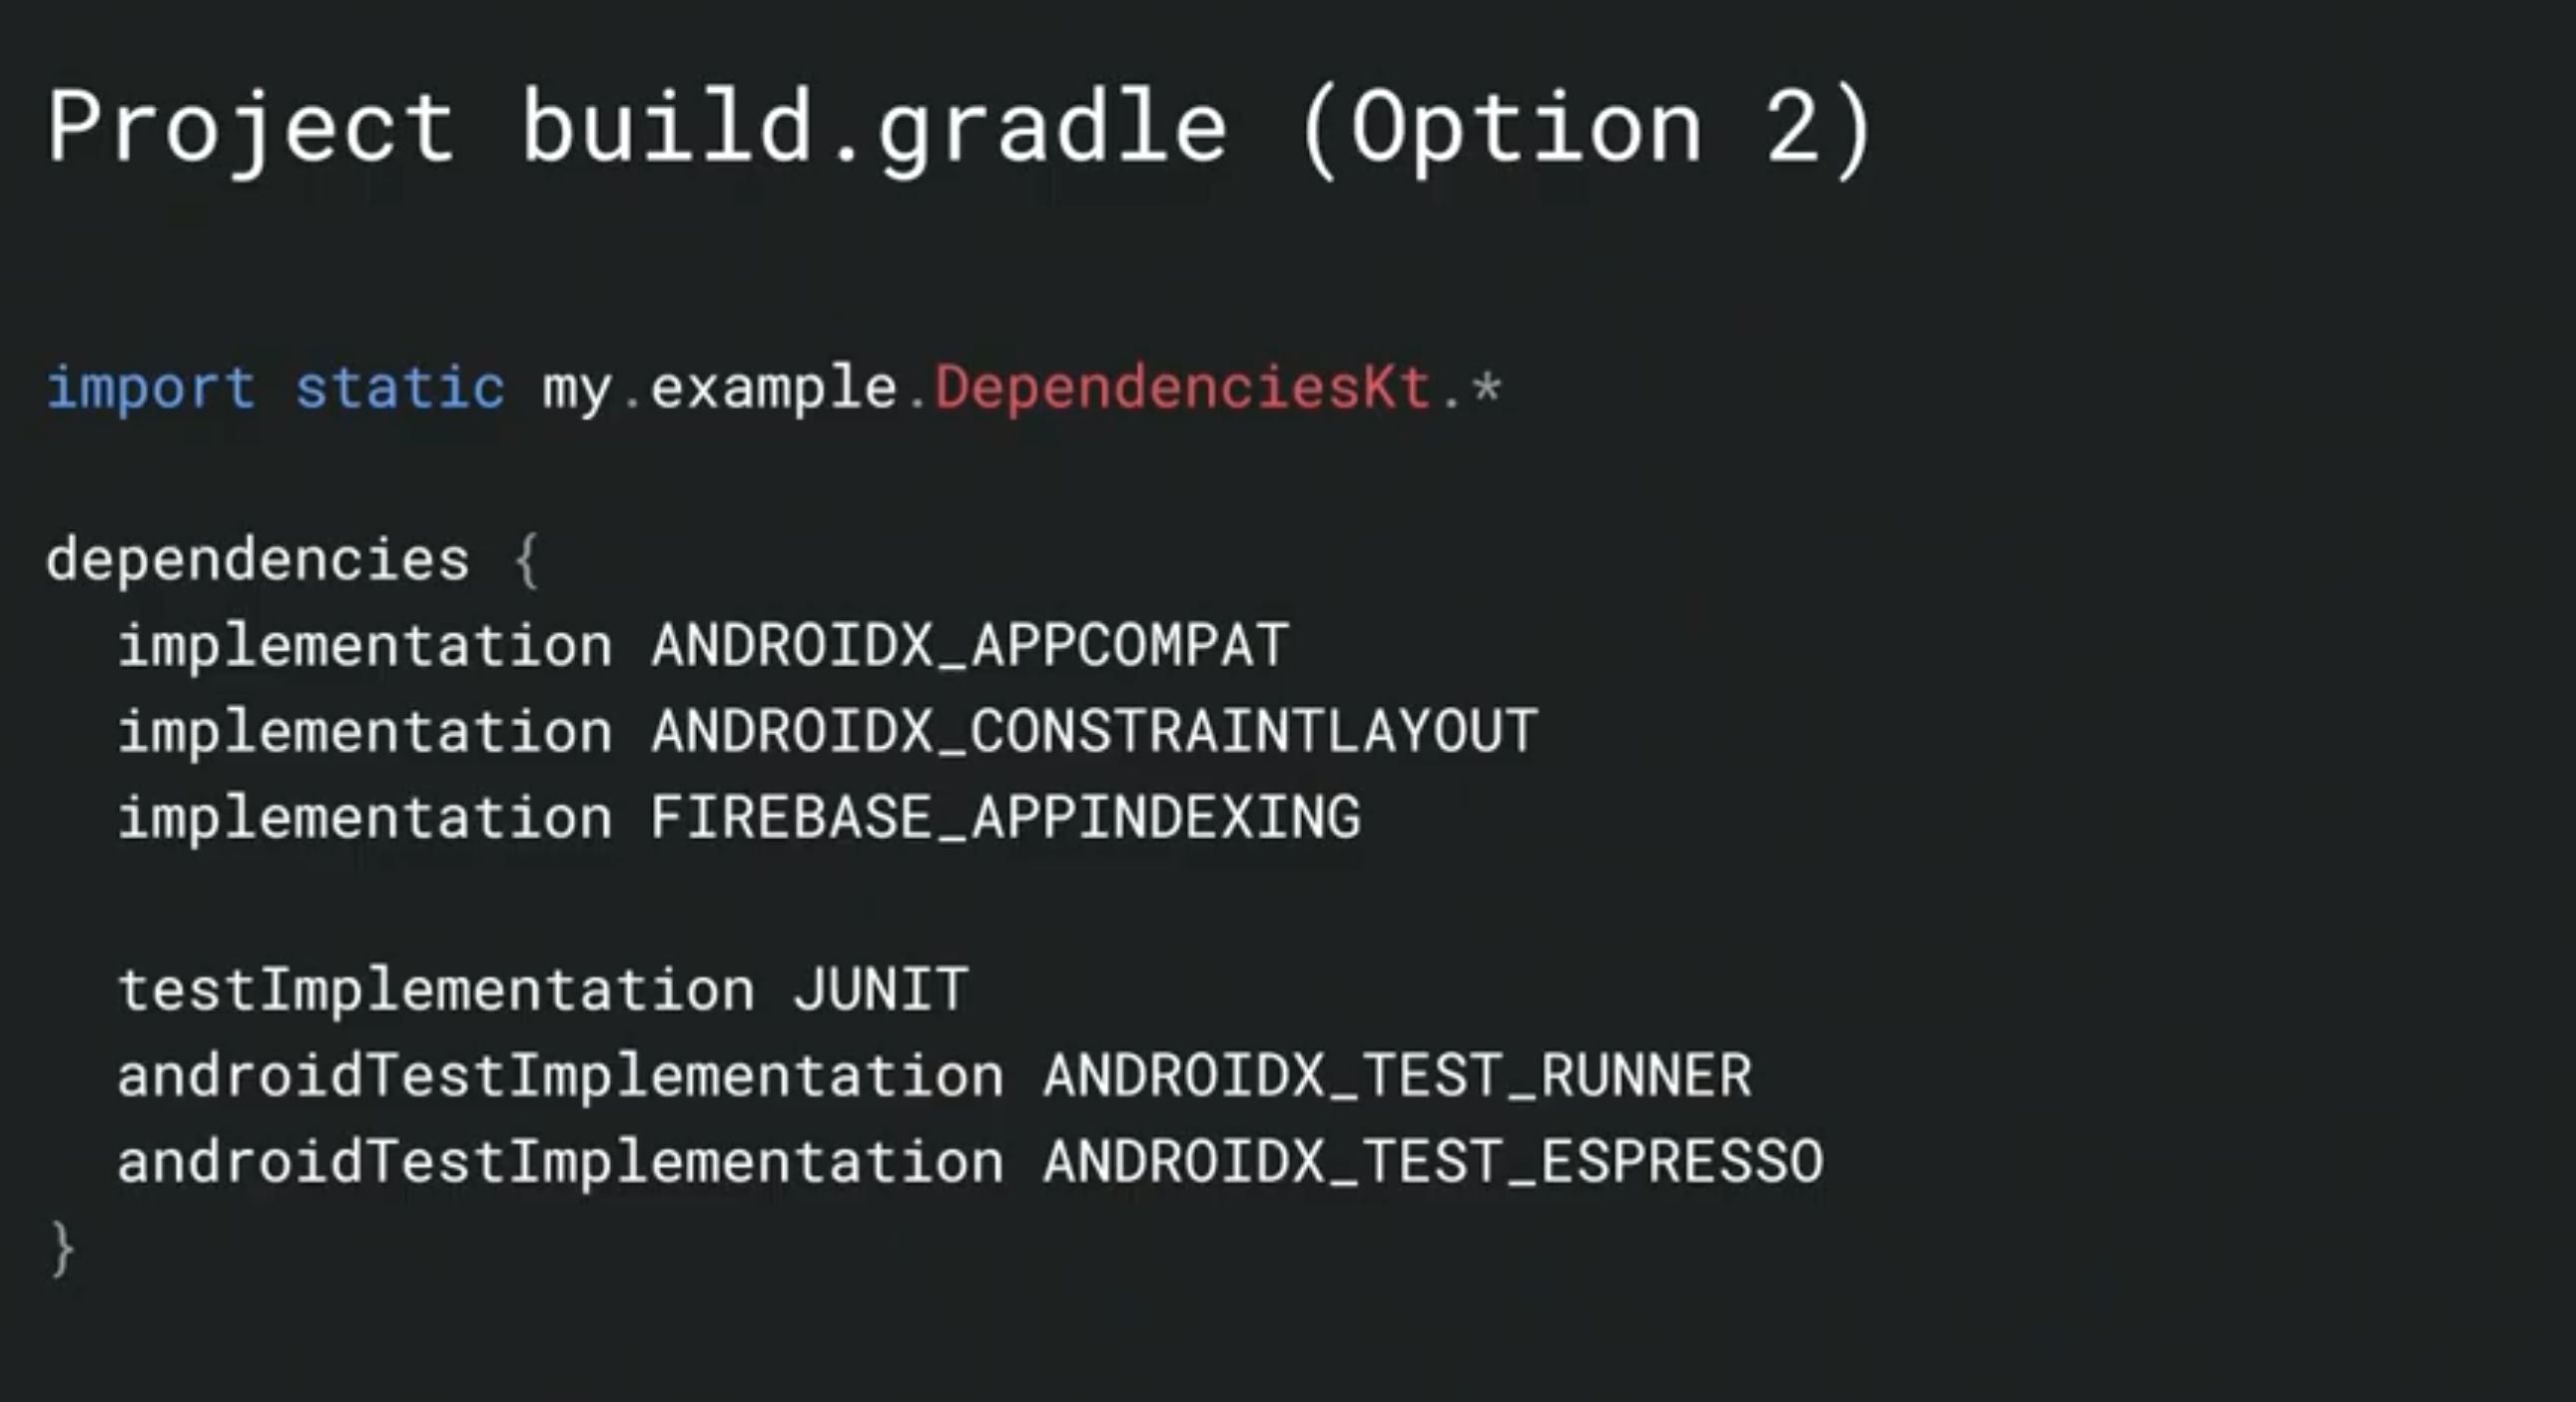 Project build.gradle (Option 2)
import static my.example.DependenciesKt.*
dependencies {
  implementation ANDROIDX_APPCOMPAT
  implementation ANDROIDX_CONSTRAINTLAYOUT
  implementation FIREBASE_APPINDEXING
  testImplementation JUNIT
  androidTestImplementation ANDROIDX_TEST_RUNNER
  androidTestImplementation ANDROIDX_TEST_ESPRESSO
}